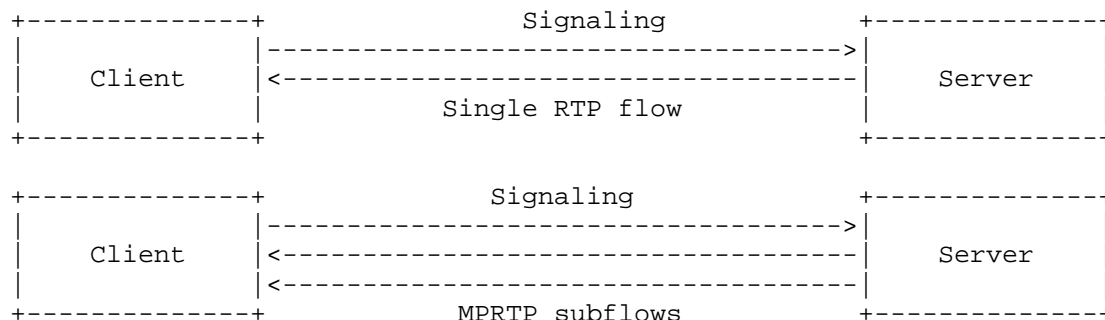 Signaling
Client Server
Single RTP flow
Signaling
Client Server
MPRTP subflows